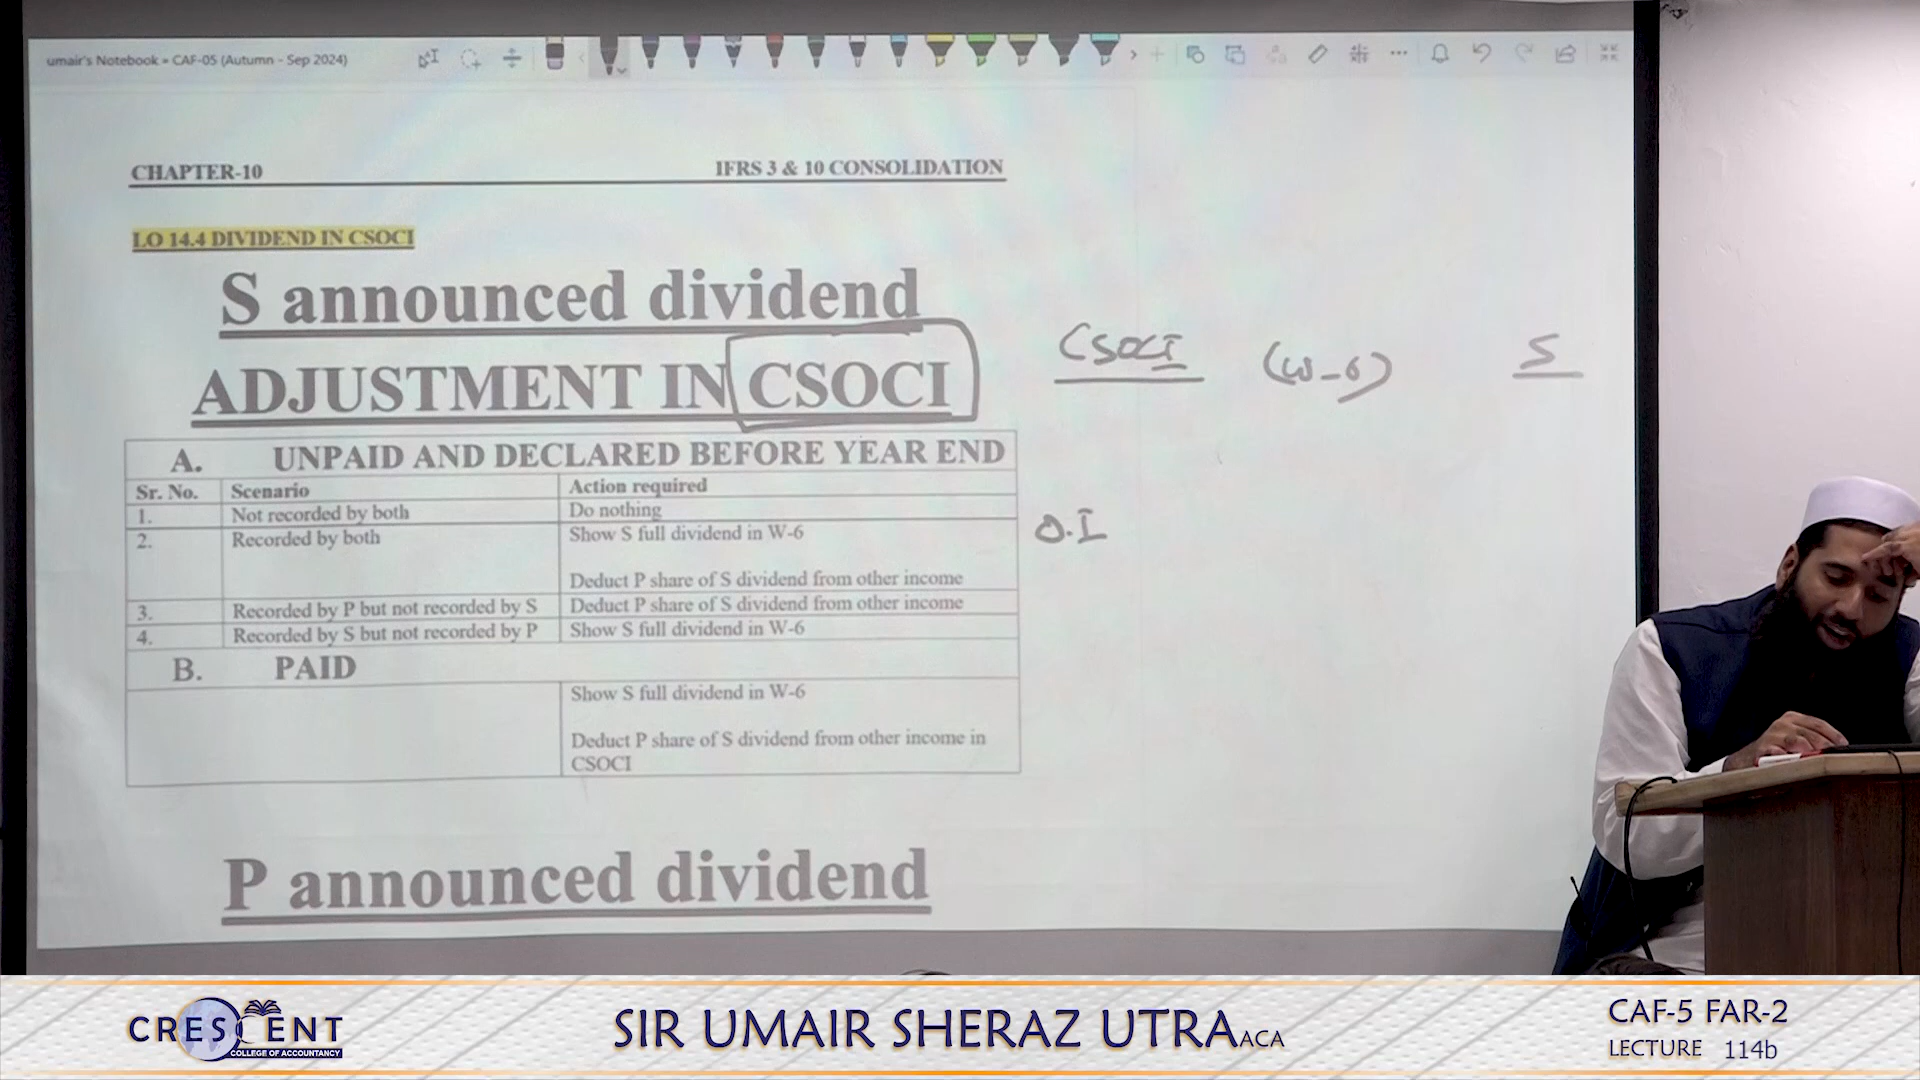 umair's Notebook » CAF-05 (Autumn - Sep 2024)
CHAPTER-10 IFRS 3 & 10 CONSOLIDATION
LO 14.4 DIVIDEND IN CSOCI
S announced dividend
ADJUSTMENT IN CSOCI
CSOCI (W-6) S
A. UNPAID AND DECLARED BEFORE YEAR END
Sr. No. Scenario Action required
1. Not recorded by both Do nothing
2. Recorded by both Show S full dividend in W-6
O.I
Deduct P share of S dividend from other income
3. Recorded by P but not recorded by S Deduct P share of S dividend from other income
4. Recorded by S but not recorded by P Show S full dividend in W-6
B. PAID
Show S full dividend in W-6
Deduct P share of S dividend from other income in
CSOCI
P announced dividend
CRESCENT
COLLEGE OF ACCOUNTANCY
SIR UMAIR SHERAZ UTRA ACA
CAF-5 FAR-2
LECTURE 114b